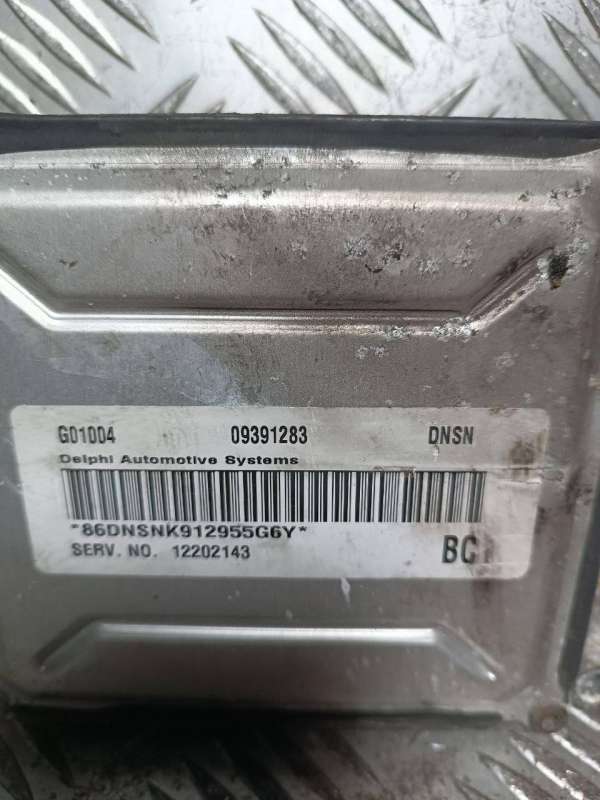 G01004 09391283 DNSN
Delphi Automotive Systems
*86DNSNK912955G6Y*
SERV. NO. 12202143 BC